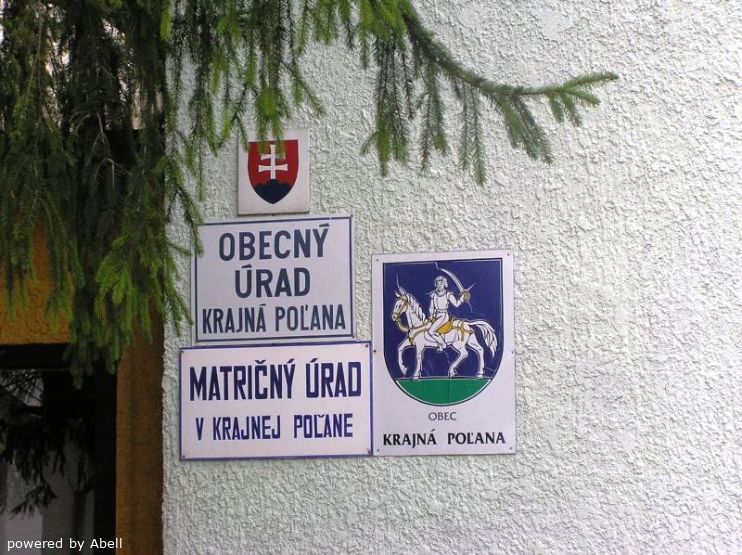 OBECNÝ
ÚRAD
KRAJNÁ POĽANA
MATRIČNÝ ÚRAD
V KRAJNEJ POĽANE
OBEC
KRAJNÁ POĽANA
powered by Abell